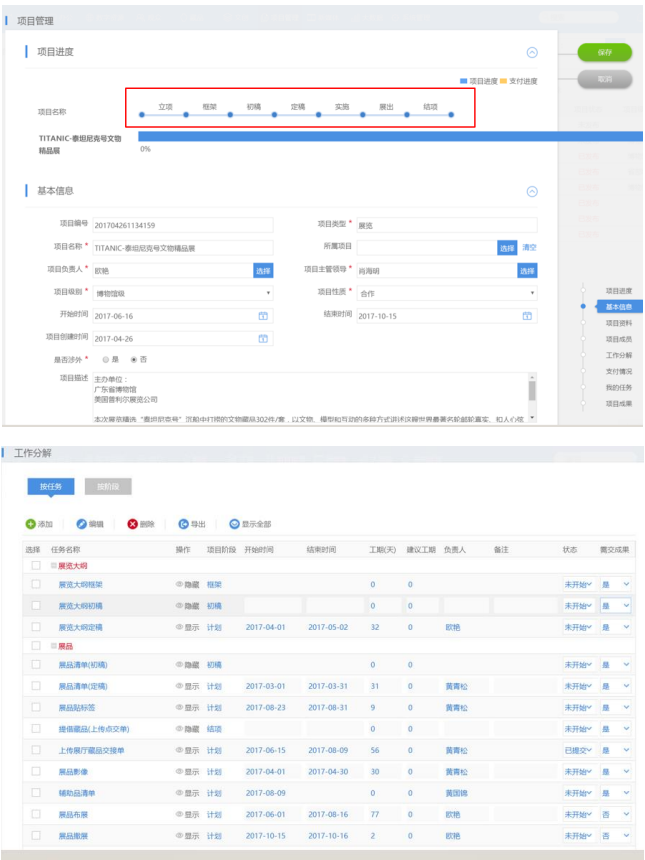 项目管理
项目进度
保存
取消
项目进度 支付进度
项目名称 立项 框架 初稿 定稿 实施 展出 结项
TITANIC-泰坦尼克号文物
精品展
0%
基本信息
项目编号 201704261134159 项目类型 * 展览
项目名称 * TITANIC-泰坦尼克号文物精品展 所属项目 选择 清空
项目负责人 * 欧艳 选择 项目主管领导 * 肖海明 选择
项目级别 * 博物馆级 项目性质 * 合作
开始时间 2017-06-16 结束时间 2017-10-15
项目创建时间 2017-04-26
是否涉外 * 是 否
项目描述 主办单位：
广东省博物馆
美国普利尔展览公司
本次展览精选“泰坦尼克号”沉船中打捞的文物藏品302件/套，以文物、模型和互动的多种方式讲述这艘世界最著名邮轮
项目进度
基本信息
项目资料
项目成员
工作分解
支付情况
我的任务
项目成果
工作分解
按任务 按阶段
添加 编辑 删除 导出 显示全部
选择 任务名称 操作 项目阶段 开始时间 结束时间 工期(天) 建议工期 负责人 备注 状态 需交成果
展览大纲
展览大纲框架 隐藏 框架 0 0 未开始 是
展览大纲初稿 隐藏 初稿 0 0 未开始 是
展览大纲定稿 显示 计划 2017-04-01 2017-05-02 32 0 欧艳 未开始 是
展品
展品清单(初稿) 隐藏 初稿 0 0 未开始 是
展品清单(定稿) 显示 计划 2017-03-01 2017-03-31 31 0 黄青松 未开始 是
展品贴标签 显示 计划 2017-08-23 2017-08-31 9 0 黄青松 未开始 是
提借藏品(上传点交单) 隐藏 结项 0 0 未开始 是
上传展厅藏品交接单 显示 计划 2017-06-15 2017-08-09 56 0 黄青松 已提交 是
展品影像 显示 计划 2017-04-01 2017-04-30 30 0 黄青松 未开始 是
辅助品清单 显示 计划 2017-08-09 0 0 黄国锦 未开始 是
展品布展 显示 计划 2017-06-01 2017-08-16 77 0 欧艳 未开始 否
展品撤展 显示 计划 2017-10-15 2017-10-16 2 0 欧艳 未开始 否